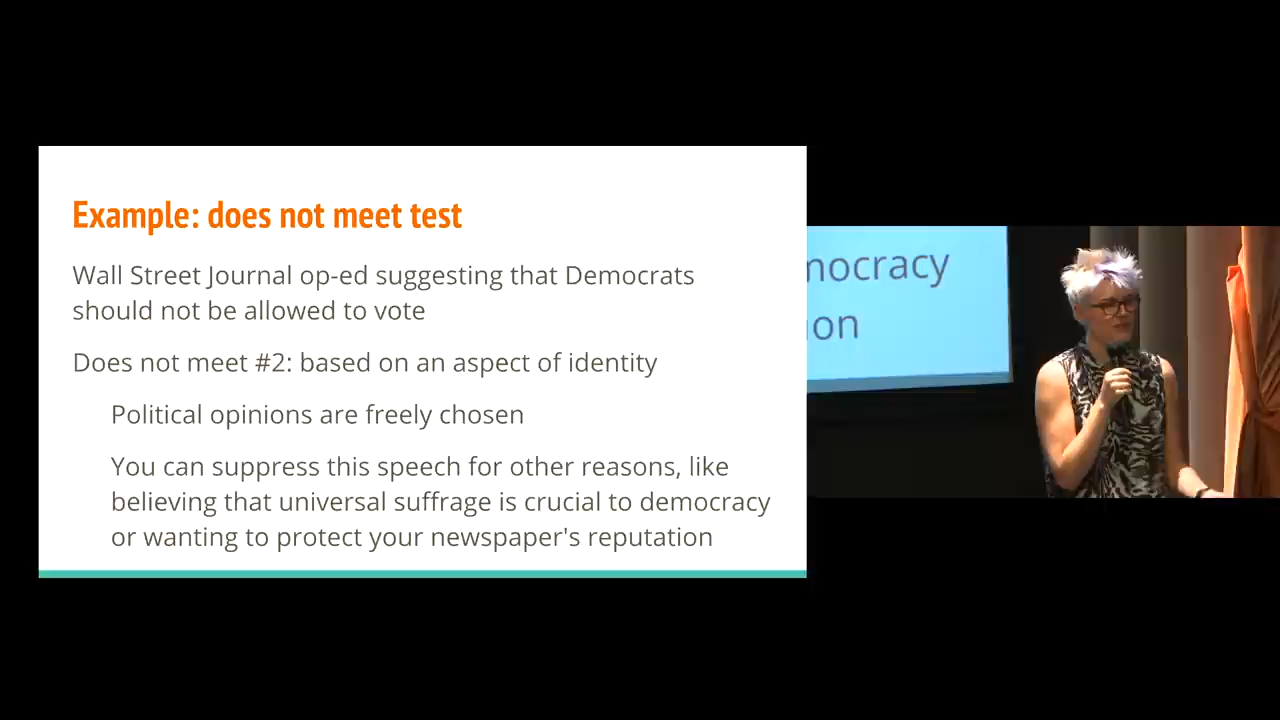 Example: does not meet test
Wall Street Journal op-ed suggesting that Democrats
should not be allowed to vote
Does not meet #2: based on an aspect of identity
Political opinions are freely chosen
You can suppress this speech for other reasons, like
believing that universal suffrage is crucial to democracy
or wanting to protect your newspaper's reputation
mocracy
ion